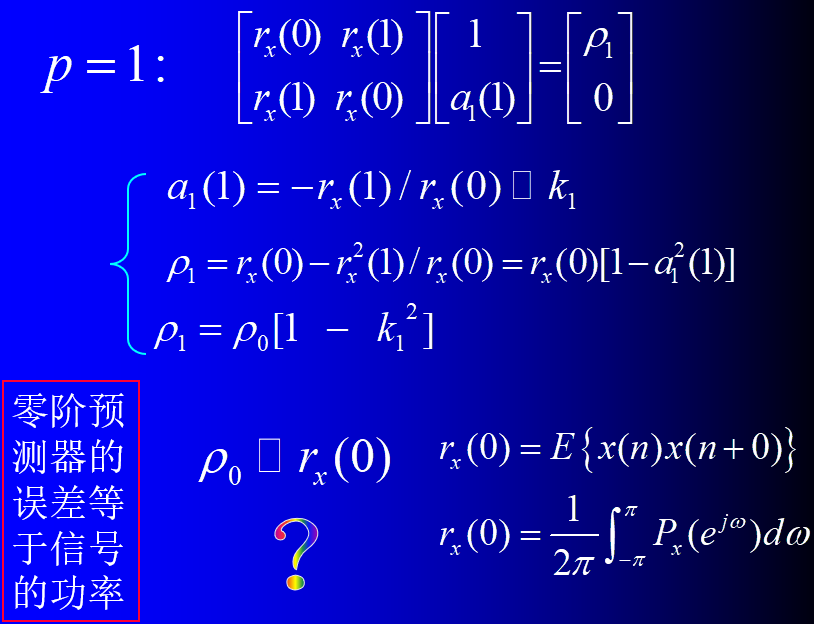 p = 1: [r_x(0) r_x(1); r_x(1) r_x(0)] [1; a_1(1)] = [ρ_1; 0]
a_1(1) = −r_x(1) / r_x(0) □ k_1
ρ_1 = r_x(0) − r_x^2(1) / r_x(0) = r_x(0)[1 − a_1^2(1)]
ρ_1 = ρ_0[1 − k_1^2]
零阶预
测器的
误差等
于信号
的功率
ρ_0 □ r_x(0)
?
r_x(0) = E{x(n)x(n + 0)}
r_x(0) = \frac{1}{2π} ∫_{−π}^{π} P_x(e^{jω})dω